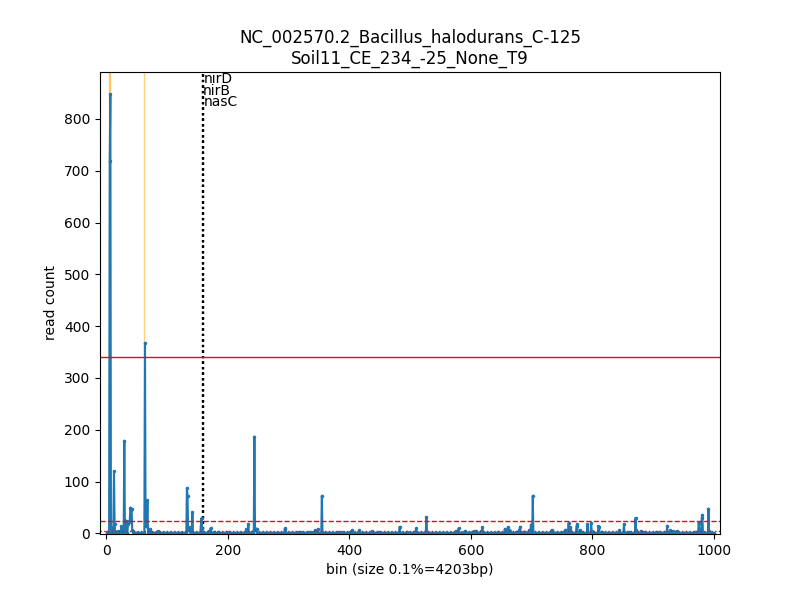 NC_002570.2_Bacillus_halodurans_C-125
Soil11_CE_234_-25_None_T9
nirD
nirB
nasC
800
700
600
500
400
300
200
100
0
read count
0 200 400 600 800 1000
bin (size 0.1%=4203bp)